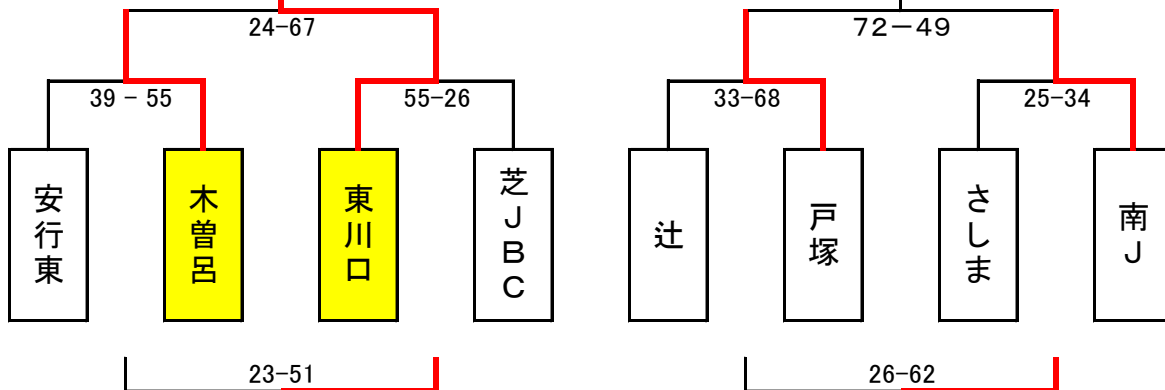 24-67
72－49
39 － 55
55-26
33-68
25-34
安行東
木曽呂
東川口
芝JBC
辻
戸塚
さしま
南J
23-51
26-62